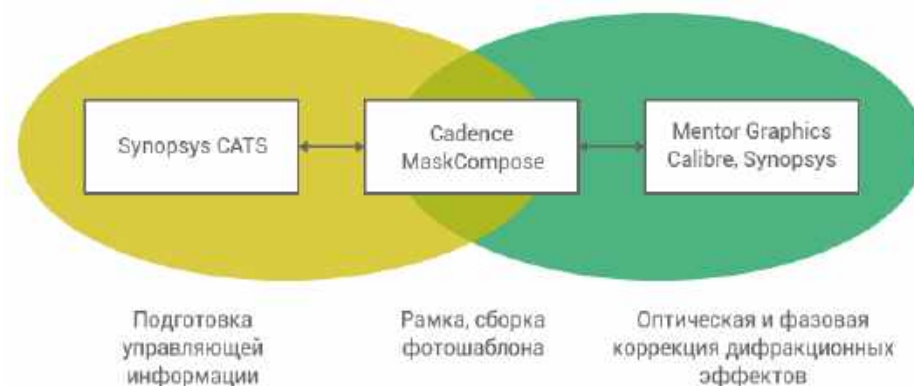 Synopsys CATS
Cadence
MaskCompose
Mentor Graphics
Calibre, Synopsys
Подготовка
управляющей
информации
Рамка, сборка
фотошаблона
Оптическая и фазовая
коррекция дифракционных
эффектов